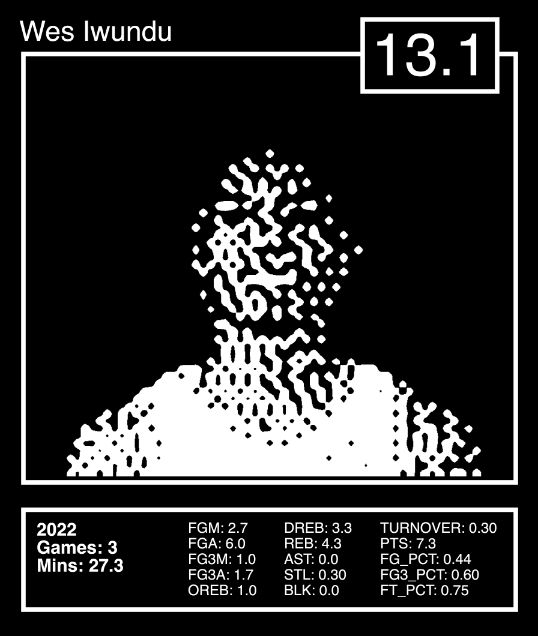 Wes Iwundu
13.1
2022
Games: 3
Mins: 27.3
FGM: 2.7
FGA: 6.0
FG3M: 1.0
FG3A: 1.7
OREB: 1.0
DREB: 3.3
REB: 4.3
AST: 0.0
STL: 0.30
BLK: 0.0
TURNOVER: 0.30
PTS: 7.3
FG_PCT: 0.44
FG3_PCT: 0.60
FT_PCT: 0.75